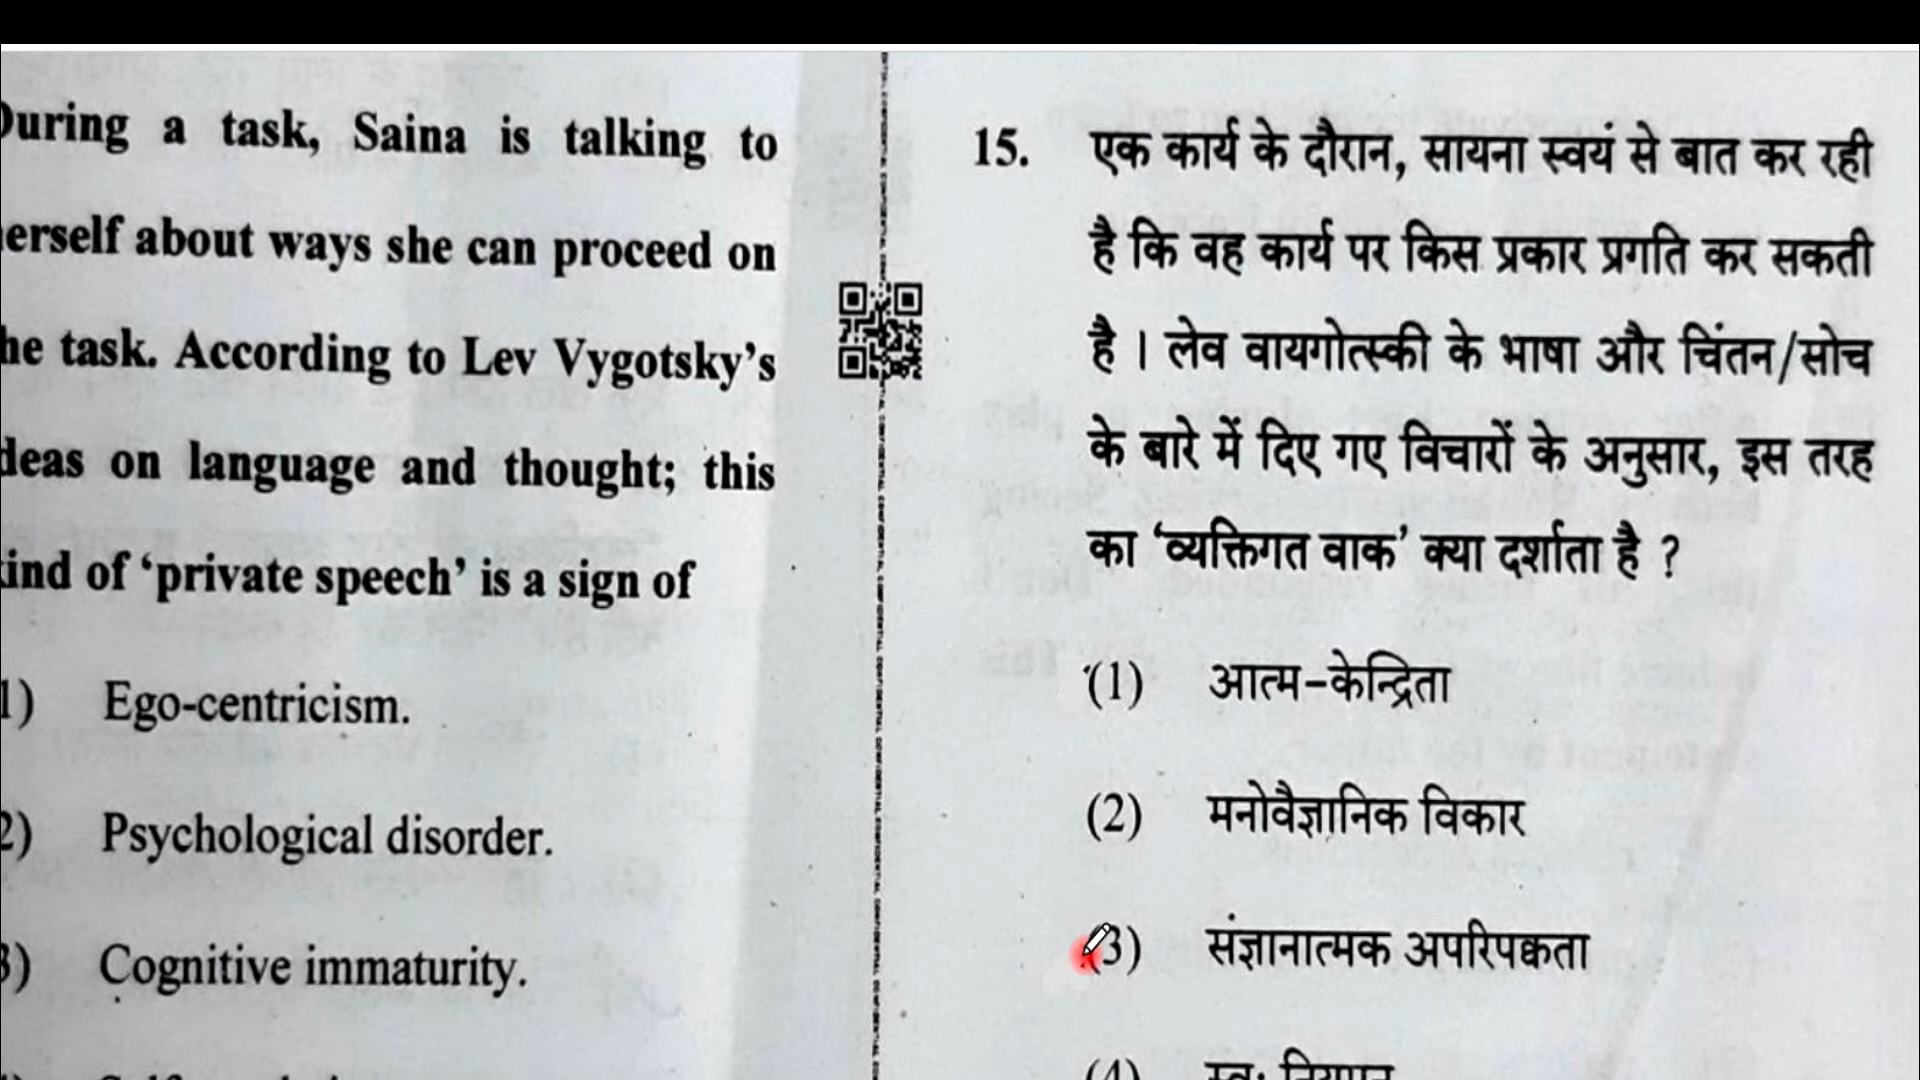 During a task, Saina is talking to
herself about ways she can proceed on
he task. According to Lev Vygotsky's
deas on language and thought; this
kind of 'private speech' is a sign of
1) Ego-centricism.
2) Psychological disorder.
3) Cognitive immaturity.
15. एक कार्य के दौरान, सायना स्वयं से बात कर रही
है कि वह कार्य पर किस प्रकार प्रगति कर सकती
है । लेव वायगोत्स्की के भाषा और चिंतन/सोच
के बारे में दिए गए विचारों के अनुसार, इस तरह
का 'व्यक्तिगत वाक' क्या दर्शाता है ?
(1) आत्म-केन्द्रिता
(2) मनोवैज्ञानिक विकार
(3) संज्ञानात्मक अपरिपक्वता